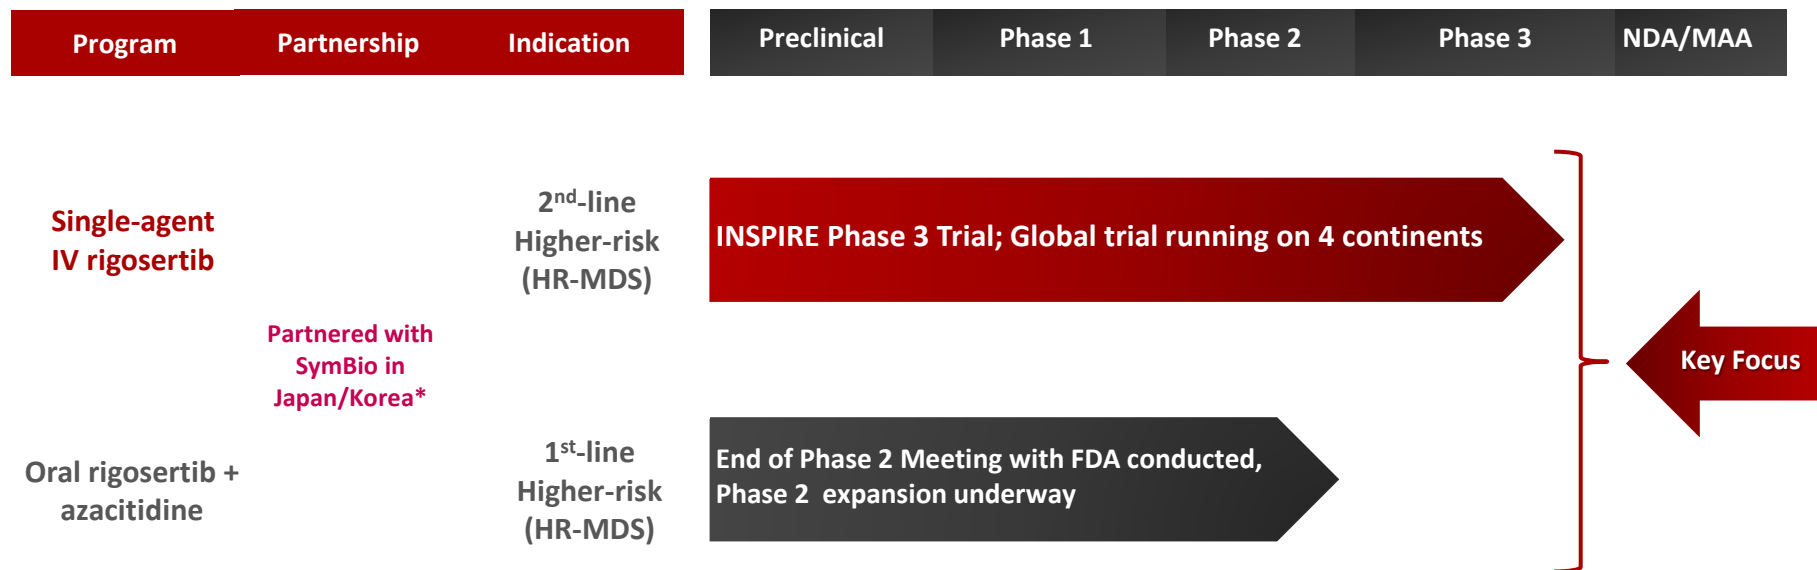 Program Partnership Indication Preclinical Phase 1 Phase 2 Phase 3 NDA/MAA
Single-agent
IV rigosertib
2nd-line
Higher-risk
(HR-MDS)
INSPIRE Phase 3 Trial; Global trial running on 4 continents
Partnered with
SymBio in
Japan/Korea*
Key Focus
Oral rigosertib +
azacitidine
1st-line
Higher-risk
(HR-MDS)
End of Phase 2 Meeting with FDA conducted,
Phase 2 expansion underway